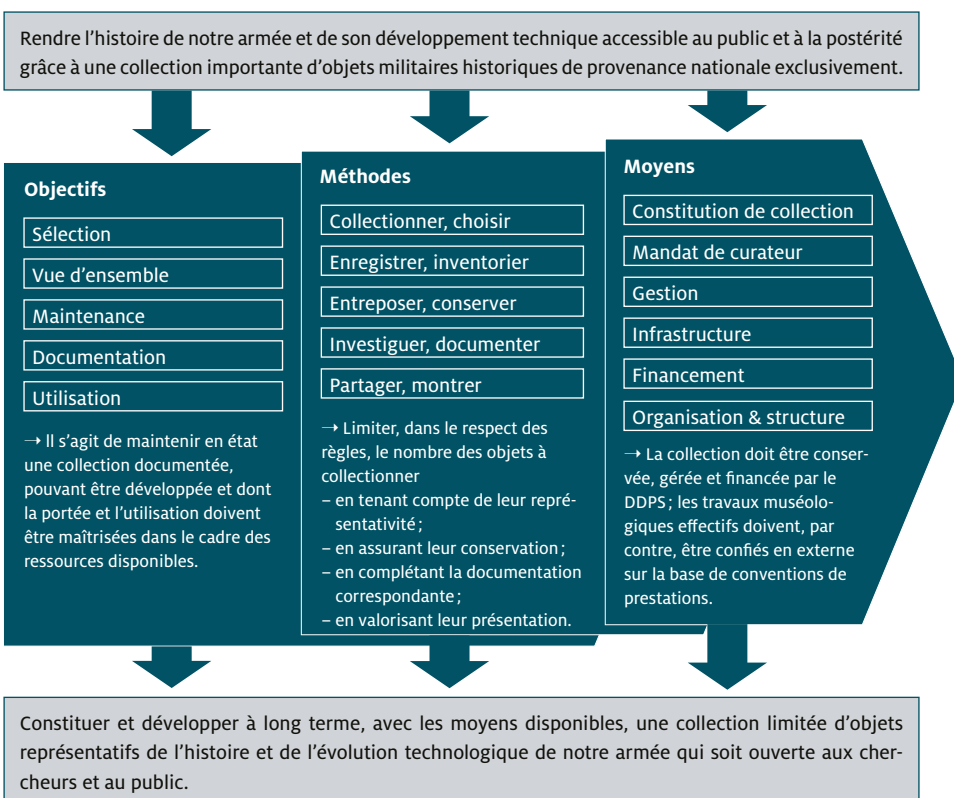 Rendre l’histoire de notre armée et de son développement technique accessible au public et à la postérité
grâce à une collection importante d’objets militaires historiques de provenance nationale exclusivement.
Objectifs
Sélection
Vue d’ensemble
Maintenance
Documentation
Utilisation
→ Il s’agit de maintenir en état
une collection documentée,
pouvant être développée et dont
la portée et l’utilisation doivent
être maîtrisées dans le cadre des
ressources disponibles.
Méthodes
Collectionner, choisir
Enregistrer, inventorier
Entreposer, conserver
Investiguer, documenter
Partager, montrer
→ Limiter, dans le respect des
règles, le nombre des objets à
collectionner
– en tenant compte de leur repré-
sentativité ;
– en assurant leur conservation ;
– en complétant la documentation
correspondante ;
– en valorisant leur présentation.
Moyens
Constitution de collection
Mandat de curateur
Gestion
Infrastructure
Financement
Organisation & structure
→ La collection doit être conser-
vée, gérée et financée par le
DDPS ; les travaux muséolo-
giques effectifs doivent, par
contre, être confiés en externe
sur la base de conventions de
prestations.
Constituer et développer à long terme, avec les moyens disponibles, une collection limitée d’objets
représentatifs de l’histoire et de l’évolution technologique de notre armée qui soit ouverte aux cher-
cheurs et au public.